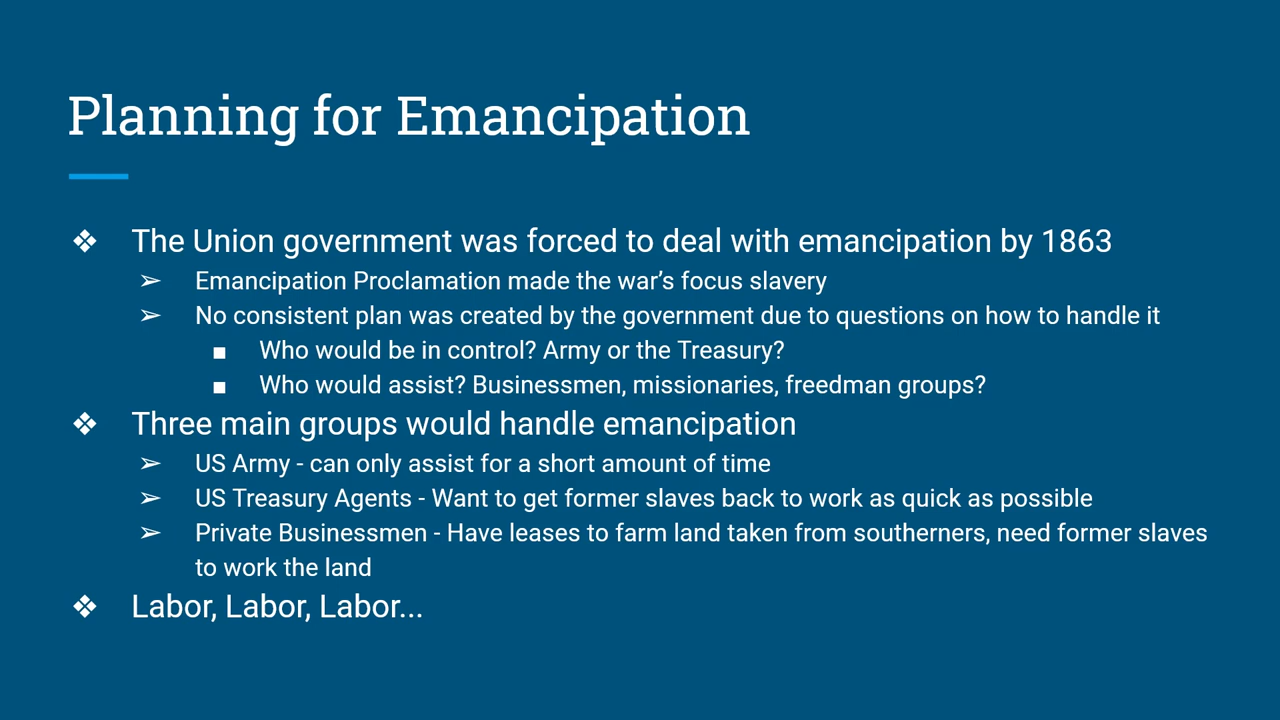 Planning for Emancipation
❖ The Union government was forced to deal with emancipation by 1863
➢ Emancipation Proclamation made the war’s focus slavery
➢ No consistent plan was created by the government due to questions on how to handle it
■ Who would be in control? Army or the Treasury?
■ Who would assist? Businessmen, missionaries, freedman groups?
❖ Three main groups would handle emancipation
➢ US Army - can only assist for a short amount of time
➢ US Treasury Agents - Want to get former slaves back to work as quick as possible
➢ Private Businessmen - Have leases to farm land taken from southerners, need former slaves
to work the land
❖ Labor, Labor, Labor...